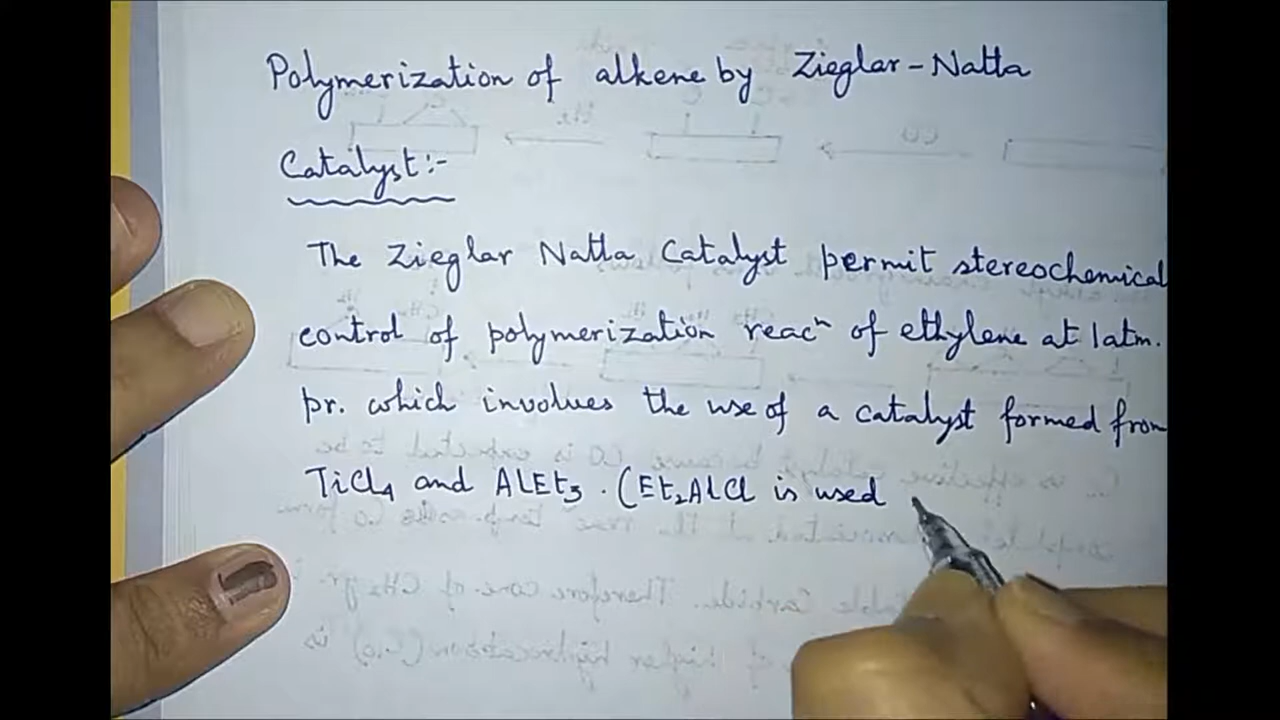 Polymerization of alkene by Zieglar-Natta
Catalyst:-
The Zieglar Natta Catalyst permit stereochemical
control of polymerization reacⁿ of ethylene at 1atm.
pr. which involves the use of a catalyst formed from
TiCl₄ and AlEt₃. (Et₂AlCl is used